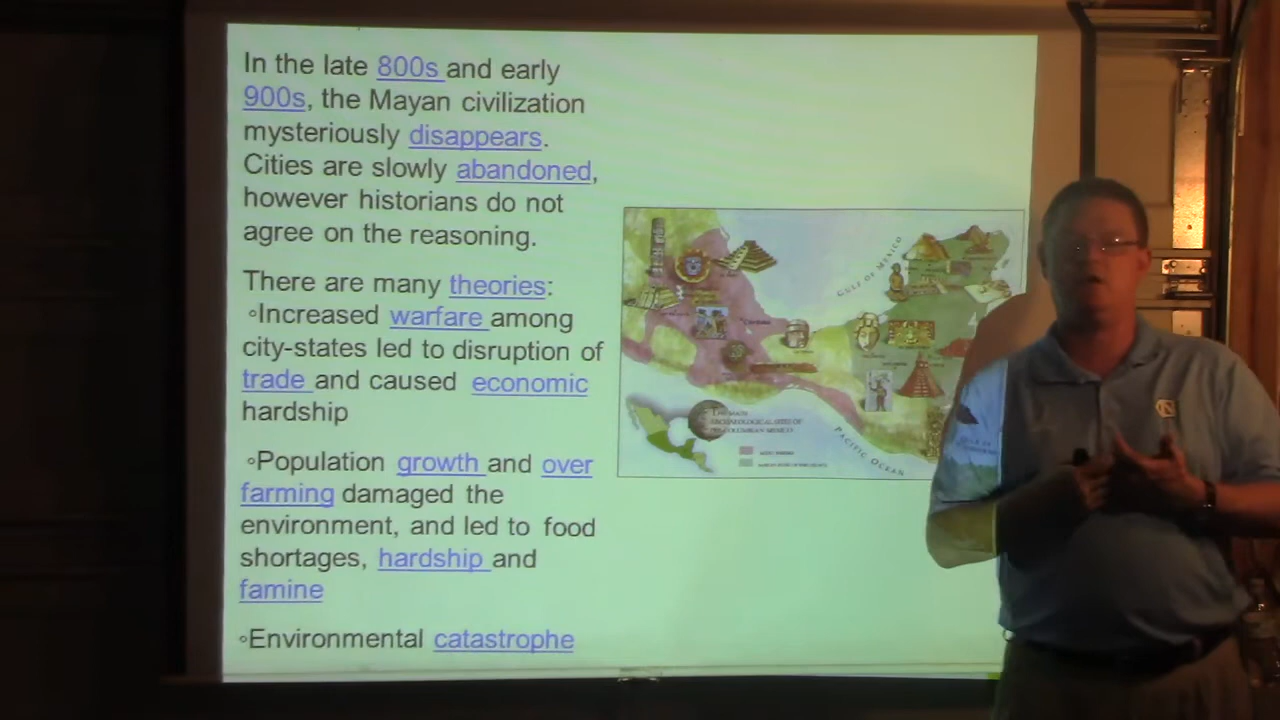 In the late 800s and early
900s, the Mayan civilization
mysteriously disappears.
Cities are slowly abandoned,
however historians do not
agree on the reasoning.
There are many theories:
◦Increased warfare among
city-states led to disruption of
trade and caused economic
hardship
◦Population growth and over
farming damaged the
environment, and led to food
shortages, hardship and
famine
◦Environmental catastrophe
GULF OF MEXICO
PACIFIC OCEAN
ARCHAEOLOGICAL SITES OF